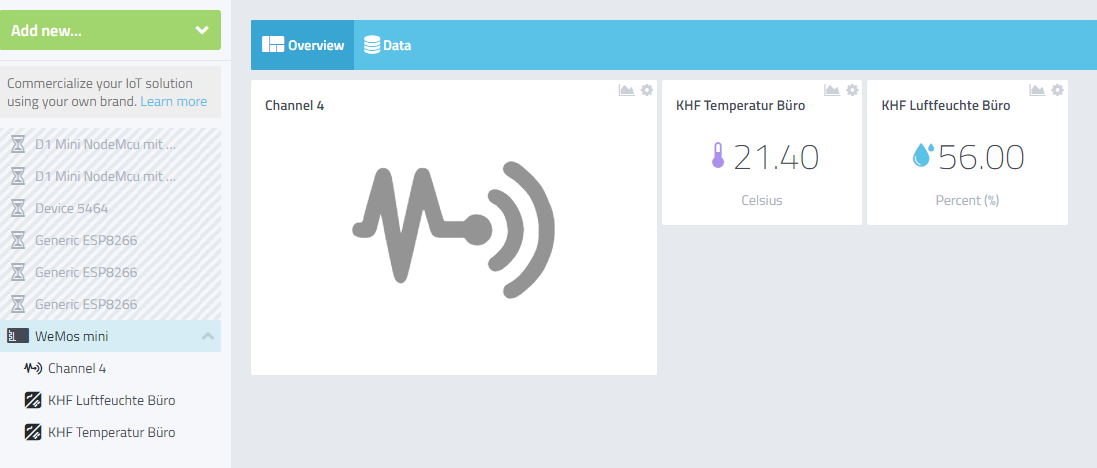 Add new...
Commercialize your IoT solution
using your own brand. Learn more
D1 Mini NodeMcu mit ...
D1 Mini NodeMcu mit ...
Device 5464
Generic ESP8266
Generic ESP8266
Generic ESP8266
WeMos mini
Channel 4
KHF Luftfeuchte Büro
KHF Temperatur Büro
Overview
Data
Channel 4
KHF Temperatur Büro
21.40
Celsius
KHF Luftfeuchte Büro
56.00
Percent (%)